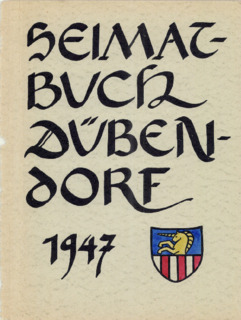 HEIMAT-
BUCH
DÜBEN-
DORF
1947